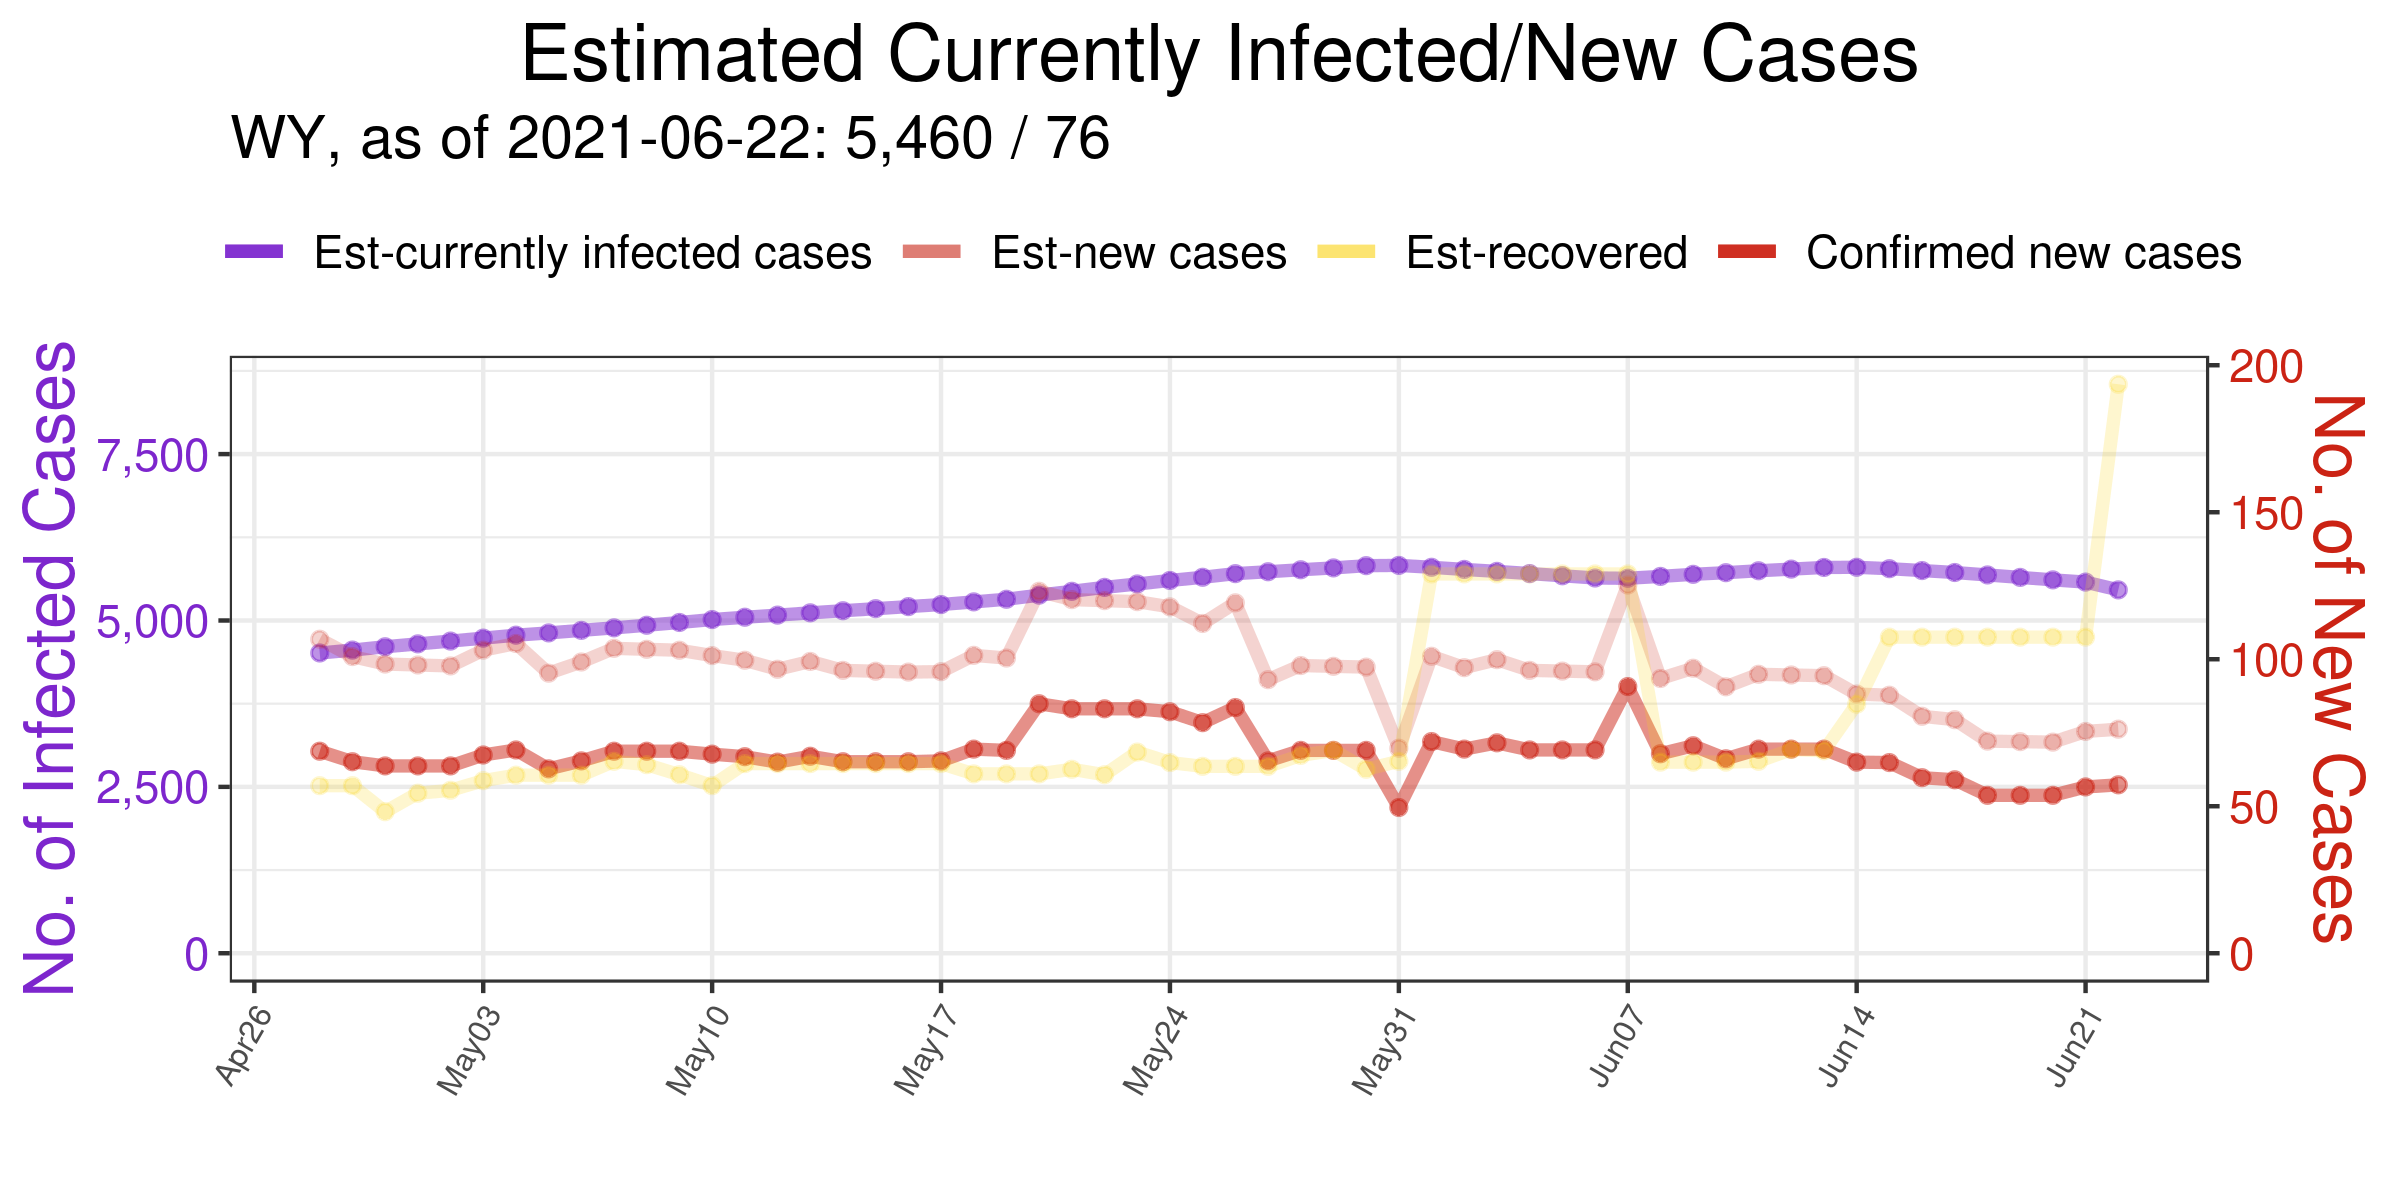 Estimated Currently Infected/New Cases
WY, as of 2021-06-22: 5,460 / 76
Est-currently infected cases Est-new cases Est-recovered Confirmed new cases
No. of Infected Cases
7,500
5,000
2,500
0
200
150
100
50
0
No. of New Cases
Apr26 May03 May10 May17 May24 May31 Jun07 Jun14 Jun21